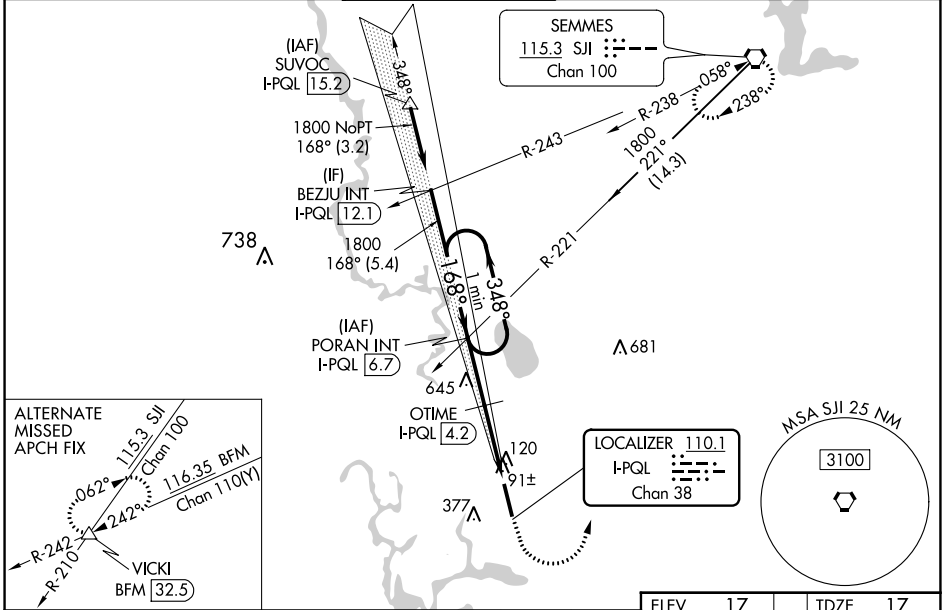 SEMMES
115.3 SJI
Chan 100
(IAF)
SUVOC
I-PQL 15.2
348°
058°
R-238
238°
1800 NoPT
168° (3.2)
R-243
1800
221°
(14.3)
(IF)
BEZJU INT
I-PQL 12.1
738
1800
168° (5.4)
R-221
168°
1 min
348°
(IAF)
PORAN INT
I-PQL 6.7
681
645
OTIME
I-PQL 4.2
120
91±
377
LOCALIZER 110.1
I-PQL
Chan 38
MSA SJI 25 NM
3100
ALTERNATE
MISSED
APCH FIX
115.3 SJI
Chan 100
116.35 BFM
Chan 110(Y)
062°
242°
R-242
R-210
VICKI
BFM 32.5
ELEV 17
TDZE 17